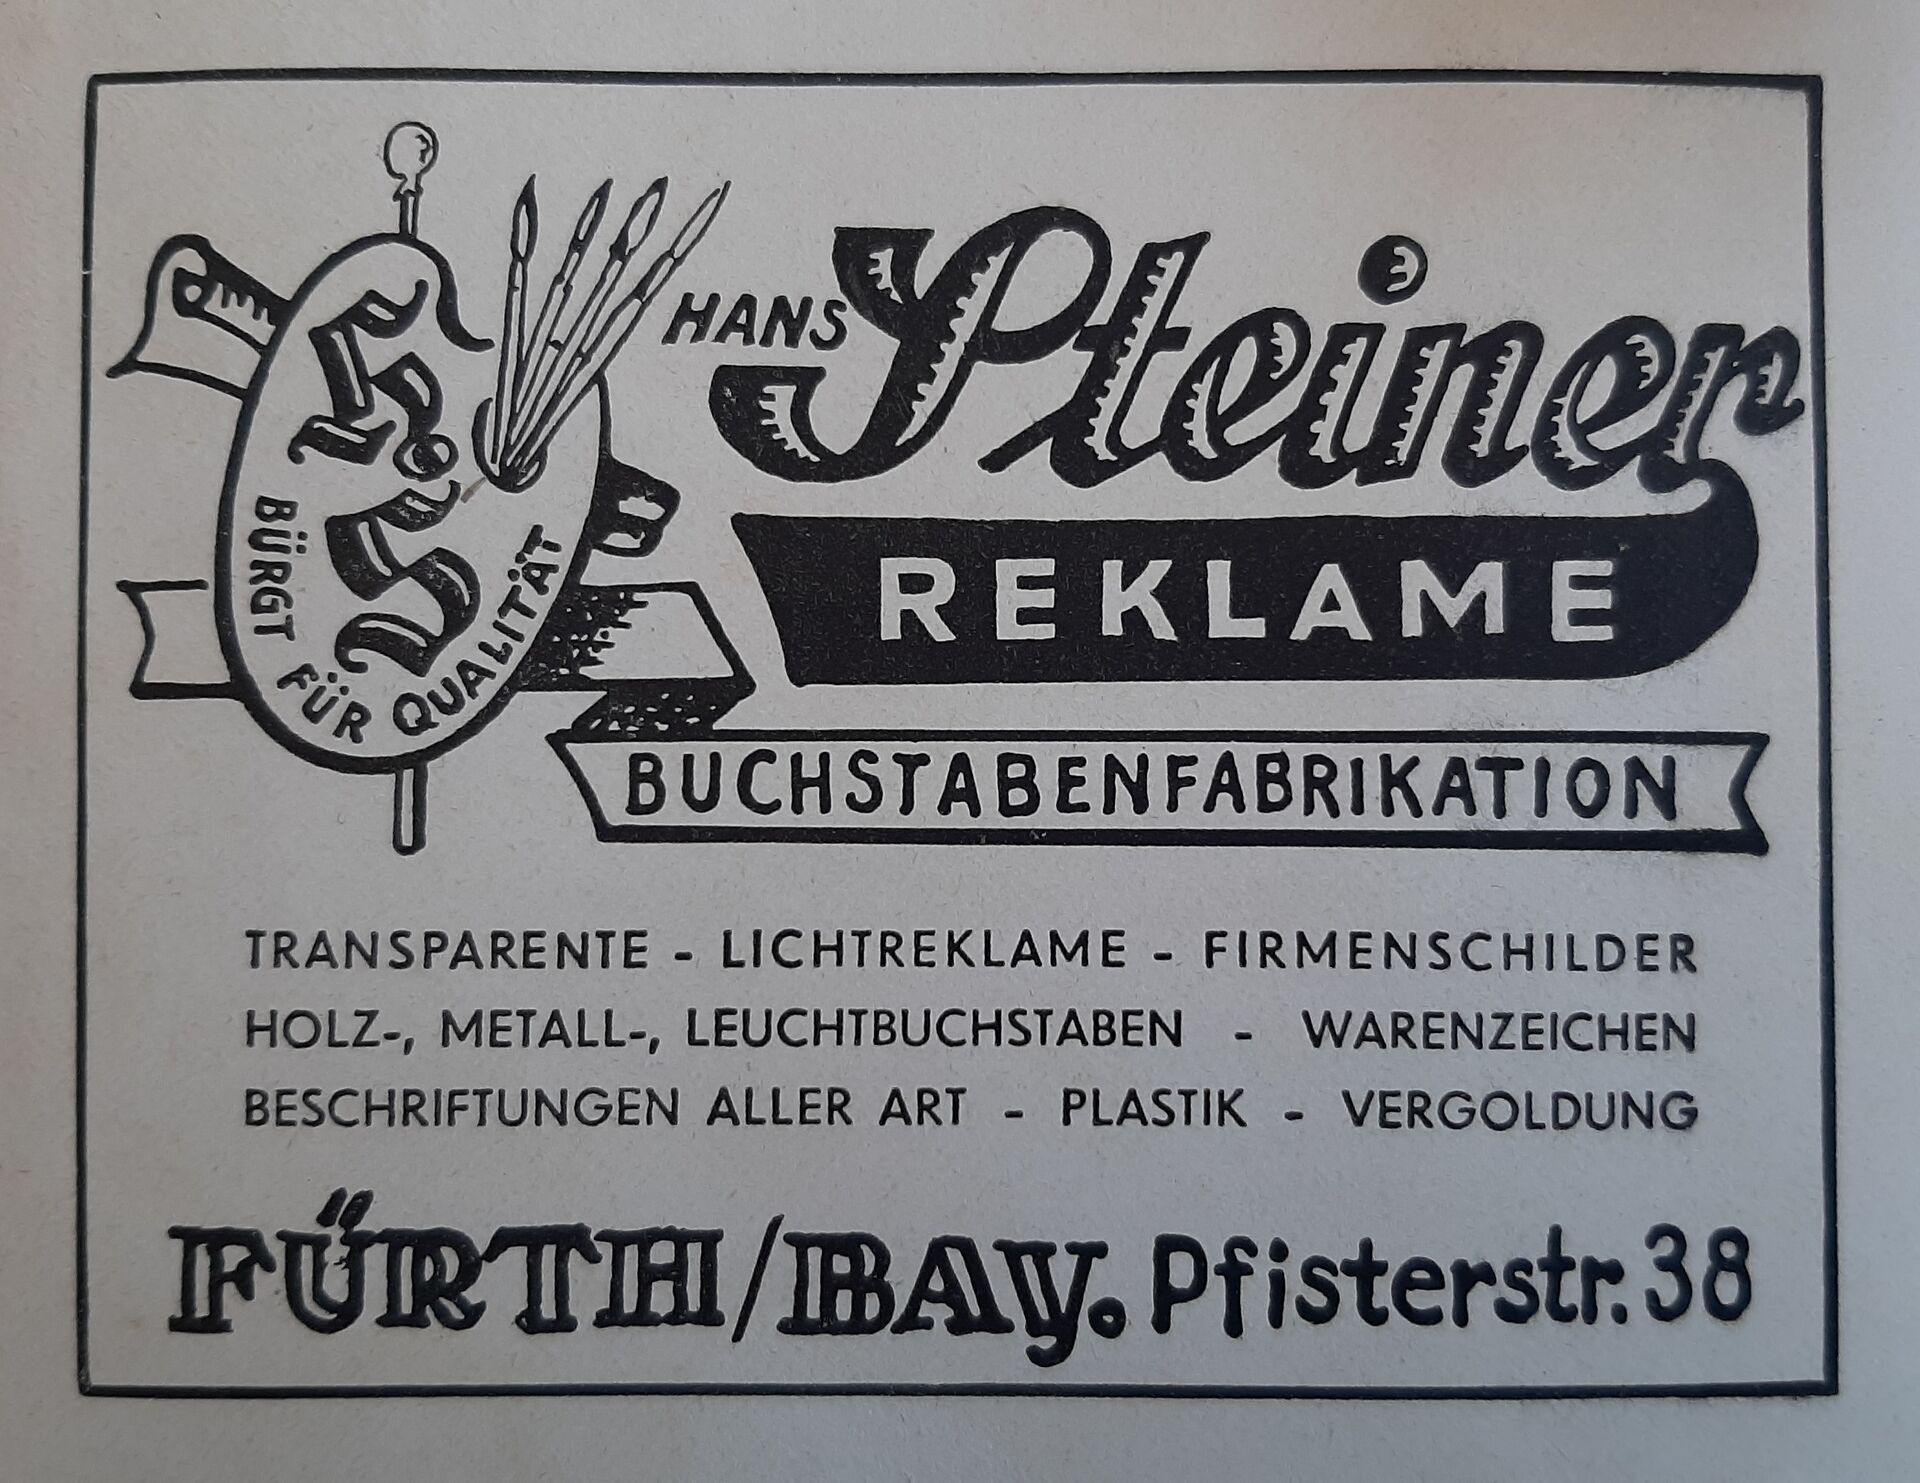 H.S.
BÜRGT FÜR QUALITÄT
HANS Steiner
REKLAME
BUCHSTABENFABRIKATION
TRANSPARENTE - LICHTREKLAME - FIRMENSCHILDER
HOLZ-, METALL-, LEUCHTBUCHSTABEN - WARENZEICHEN
BESCHRIFTUNGEN ALLER ART - PLASTIK - VERGOLDUNG
FÜRTH/BAY. Pfisterstr. 38